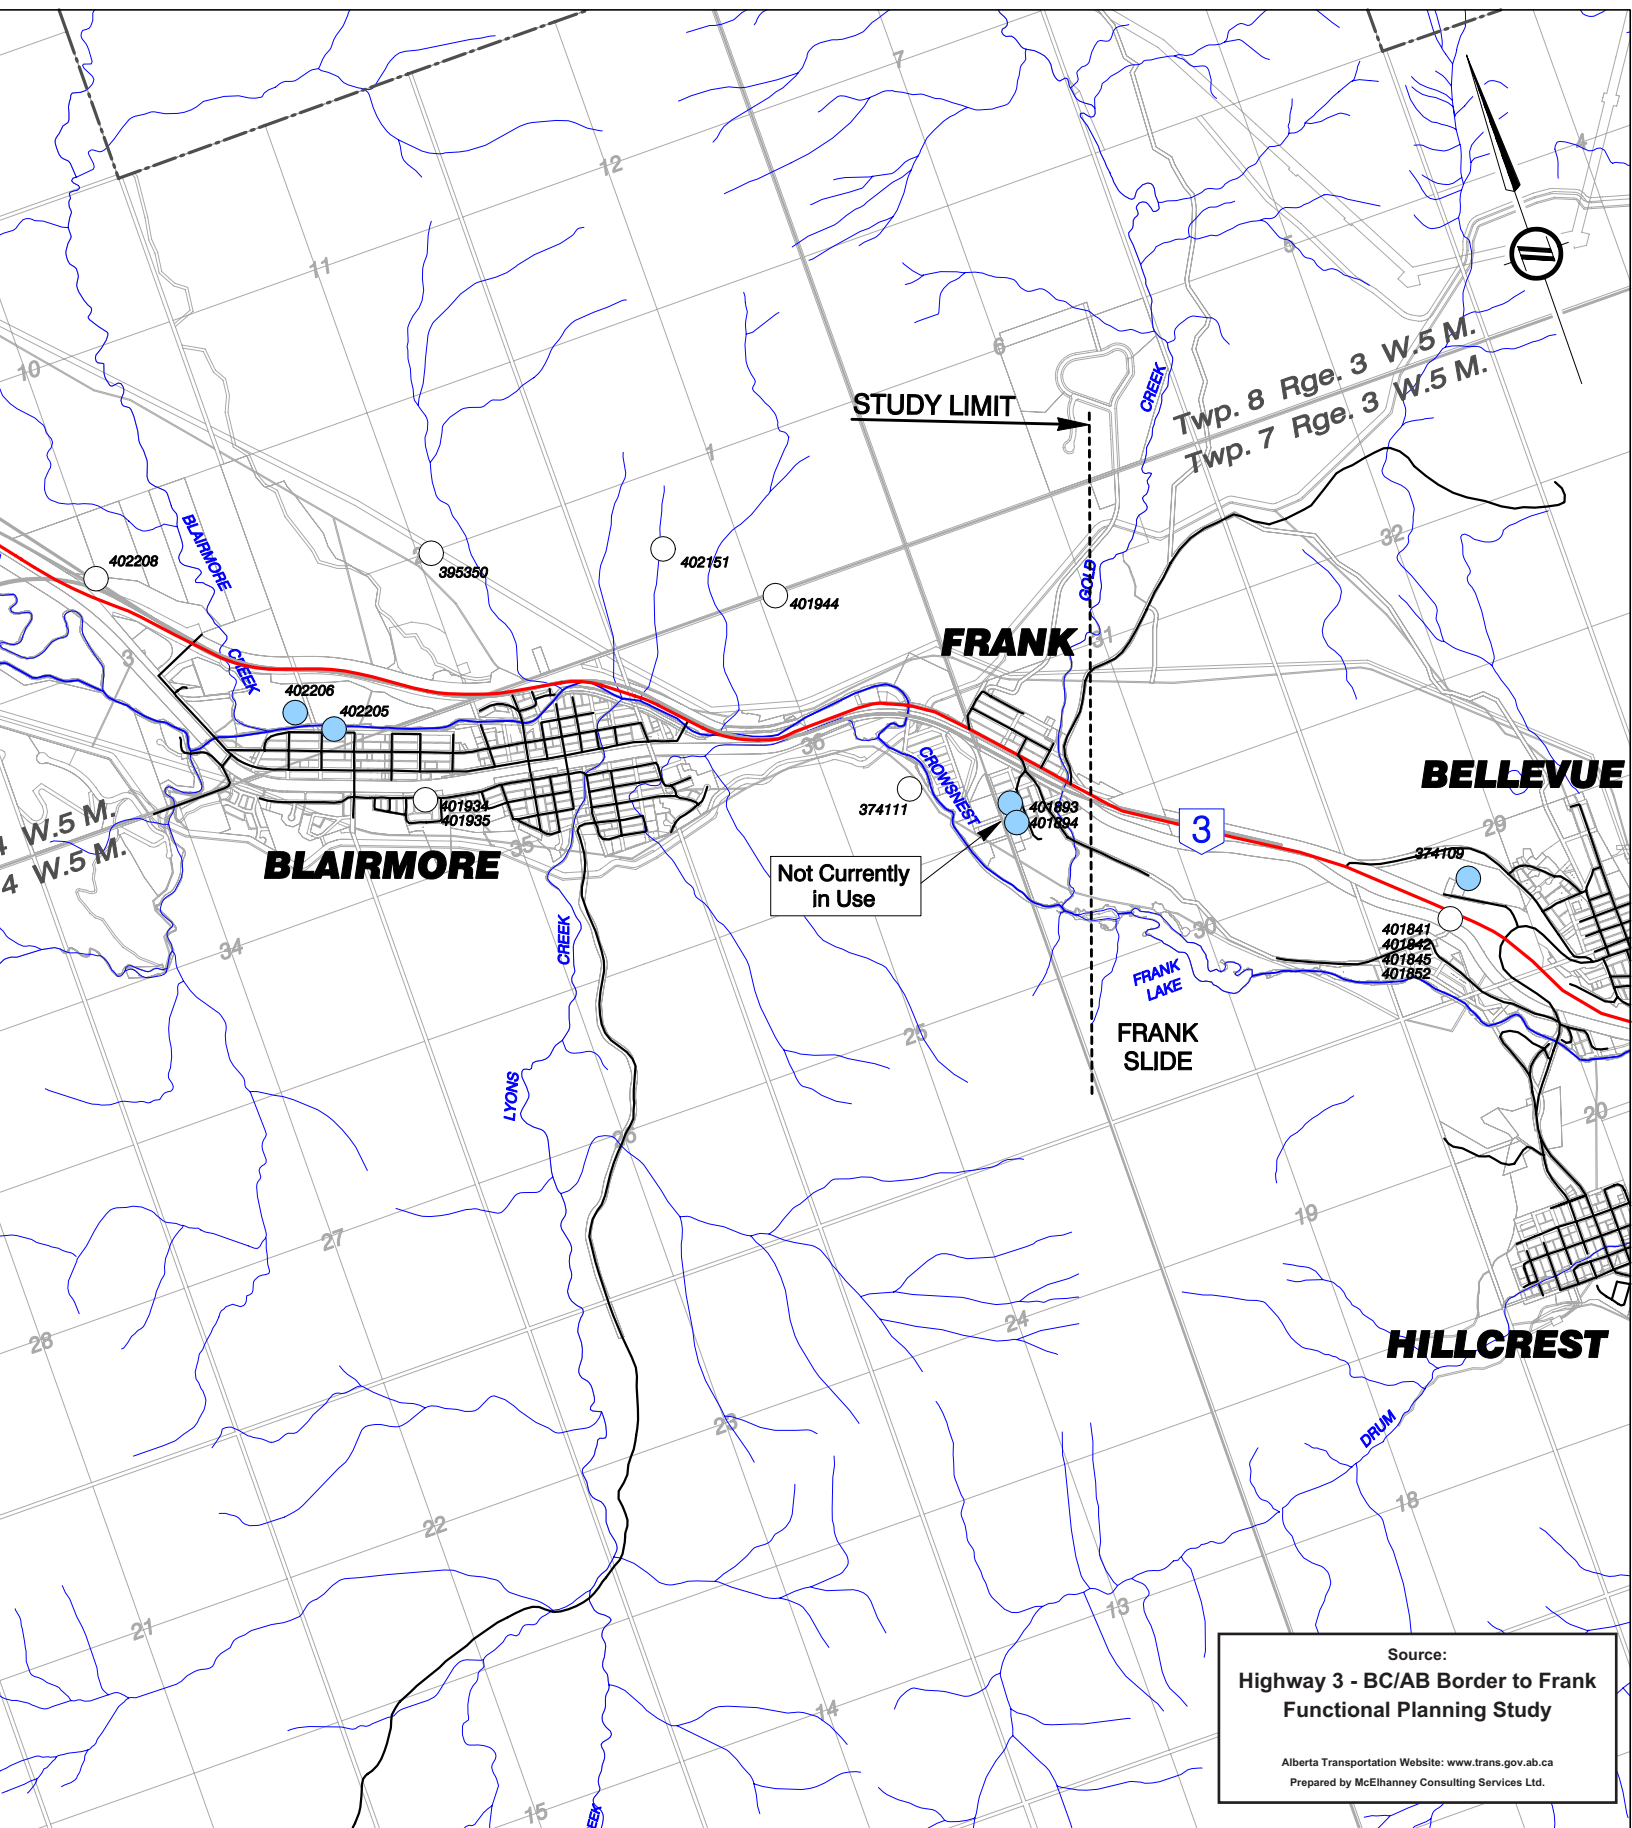 7
12
4
11
5
10
6
Twp. 8 Rge. 3 W.5 M.
Twp. 7 Rge. 3 W.5 M.
STUDY LIMIT
CREEK
1
BLAIRMORE
CREEK
32
402208
395350
402151
401944
GOLD
31
FRANK
3
402206
402205
36
CROWSNEST
BELLEVUE
4 W.5 M.
4 W.5 M.
401934
401935
374111
401893
401894
3
29
374109
35
BLAIRMORE
Not Currently
in Use
34
CREEK
30
401841
401842
401845
401852
FRANK
LAKE
25
FRANK
SLIDE
LYONS
26
20
27
19
28
24
HILLCREST
23
DRUM
22
18
21
13
14
15
EEK
Source:
Highway 3 - BC/AB Border to Frank
Functional Planning Study
Alberta Transportation Website: www.trans.gov.ab.ca
Prepared by McElhanney Consulting Services Ltd.